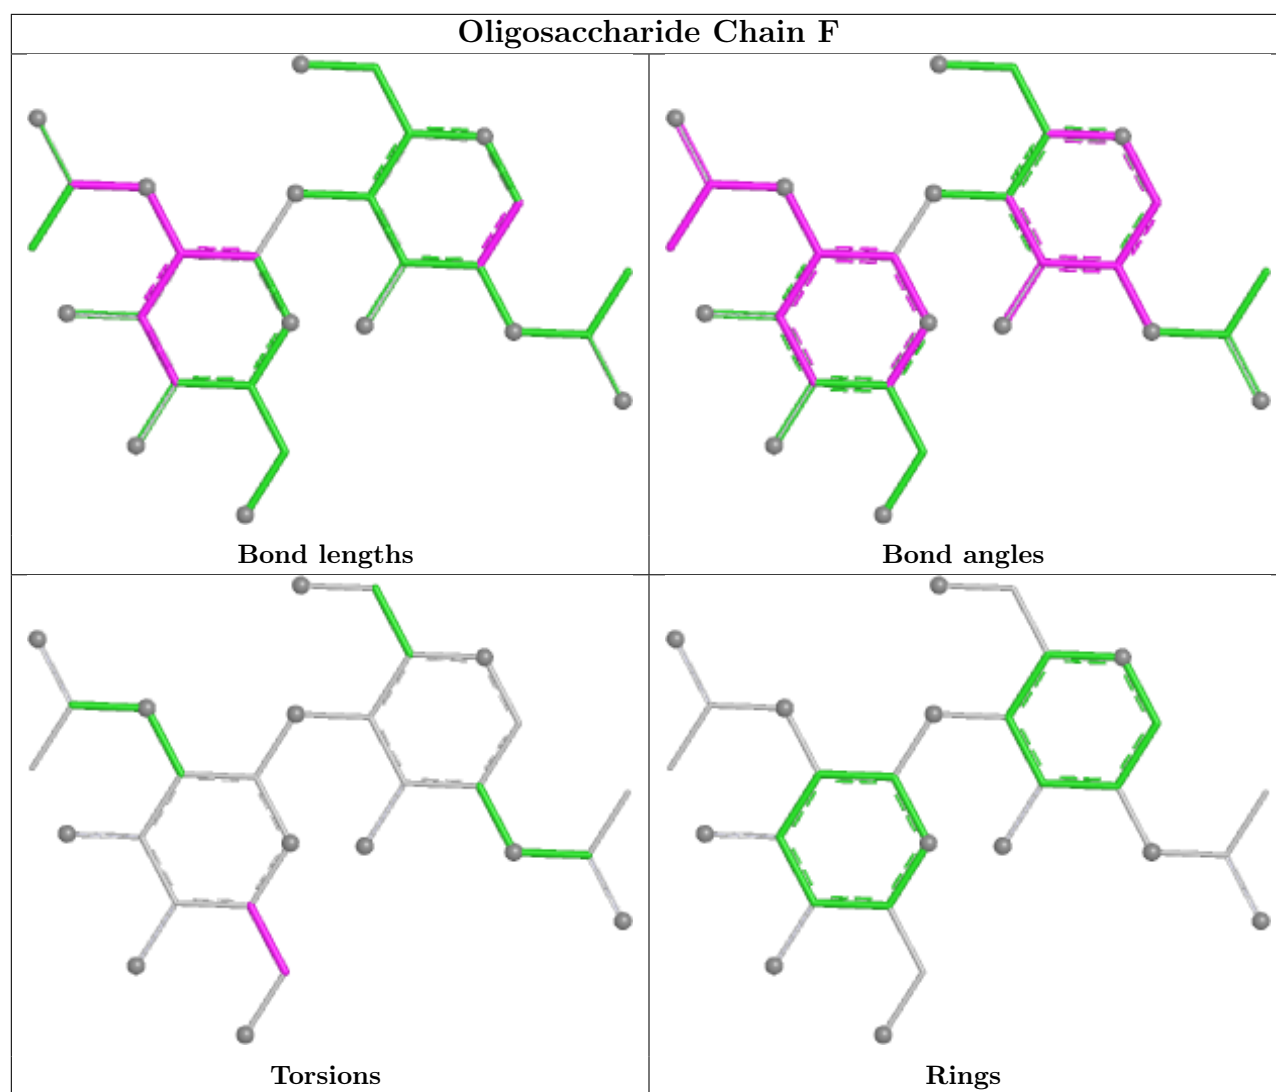 Oligosaccharide Chain F
Bond lengths
Bond angles
Torsions
Rings